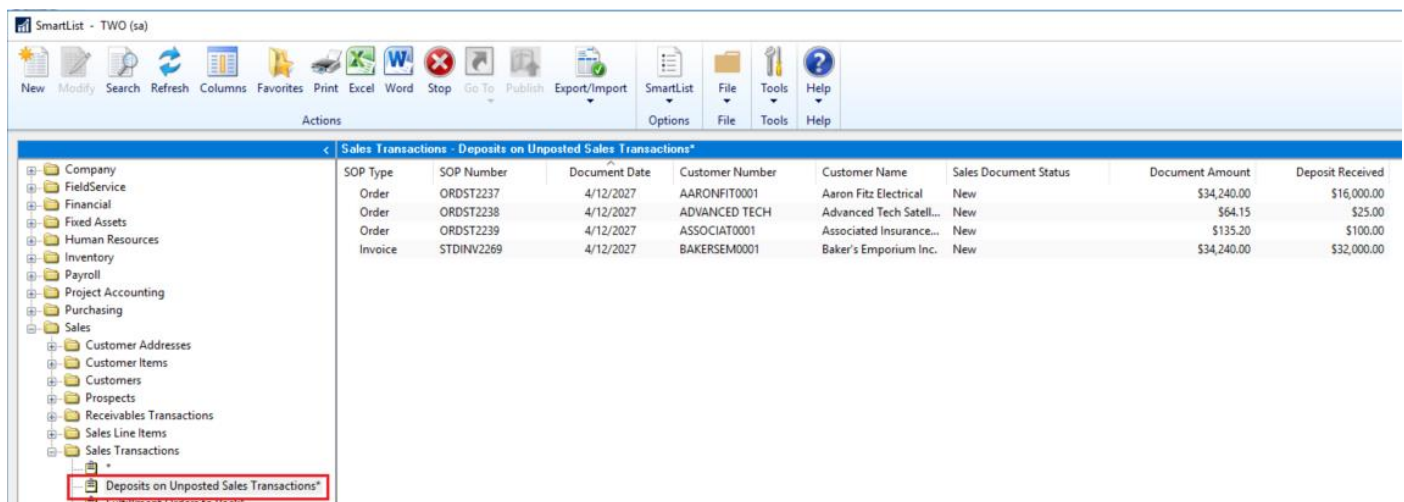 SmartList - TWO (sa)
New Modify Search Refresh Columns Favorites Print Excel Word Stop Go To Publish Export/Import SmartList File Tools Help
Actions Options File Tools Help
< Sales Transactions - Deposits on Unposted Sales Transactions*
Company
FieldService
Financial
Fixed Assets
Human Resources
Inventory
Payroll
Project Accounting
Purchasing
Sales
Customer Addresses
Customer Items
Customers
Prospects
Receivables Transactions
Sales Line Items
Sales Transactions
*
Deposits on Unposted Sales Transactions*
SOP Type SOP Number Document Date Customer Number Customer Name Sales Document Status Document Amount Deposit Received
Order ORDST2237 4/12/2027 AARONFIT0001 Aaron Fitz Electrical New $34,240.00 $16,000.00
Order ORDST2238 4/12/2027 ADVANCED TECH Advanced Tech Satell... New $64.15 $25.00
Order ORDST2239 4/12/2027 ASSOCIAT0001 Associated Insurance... New $135.20 $100.00
Invoice STDINV2269 4/12/2027 BAKERSEM0001 Baker's Emporium Inc. New $34,240.00 $32,000.00